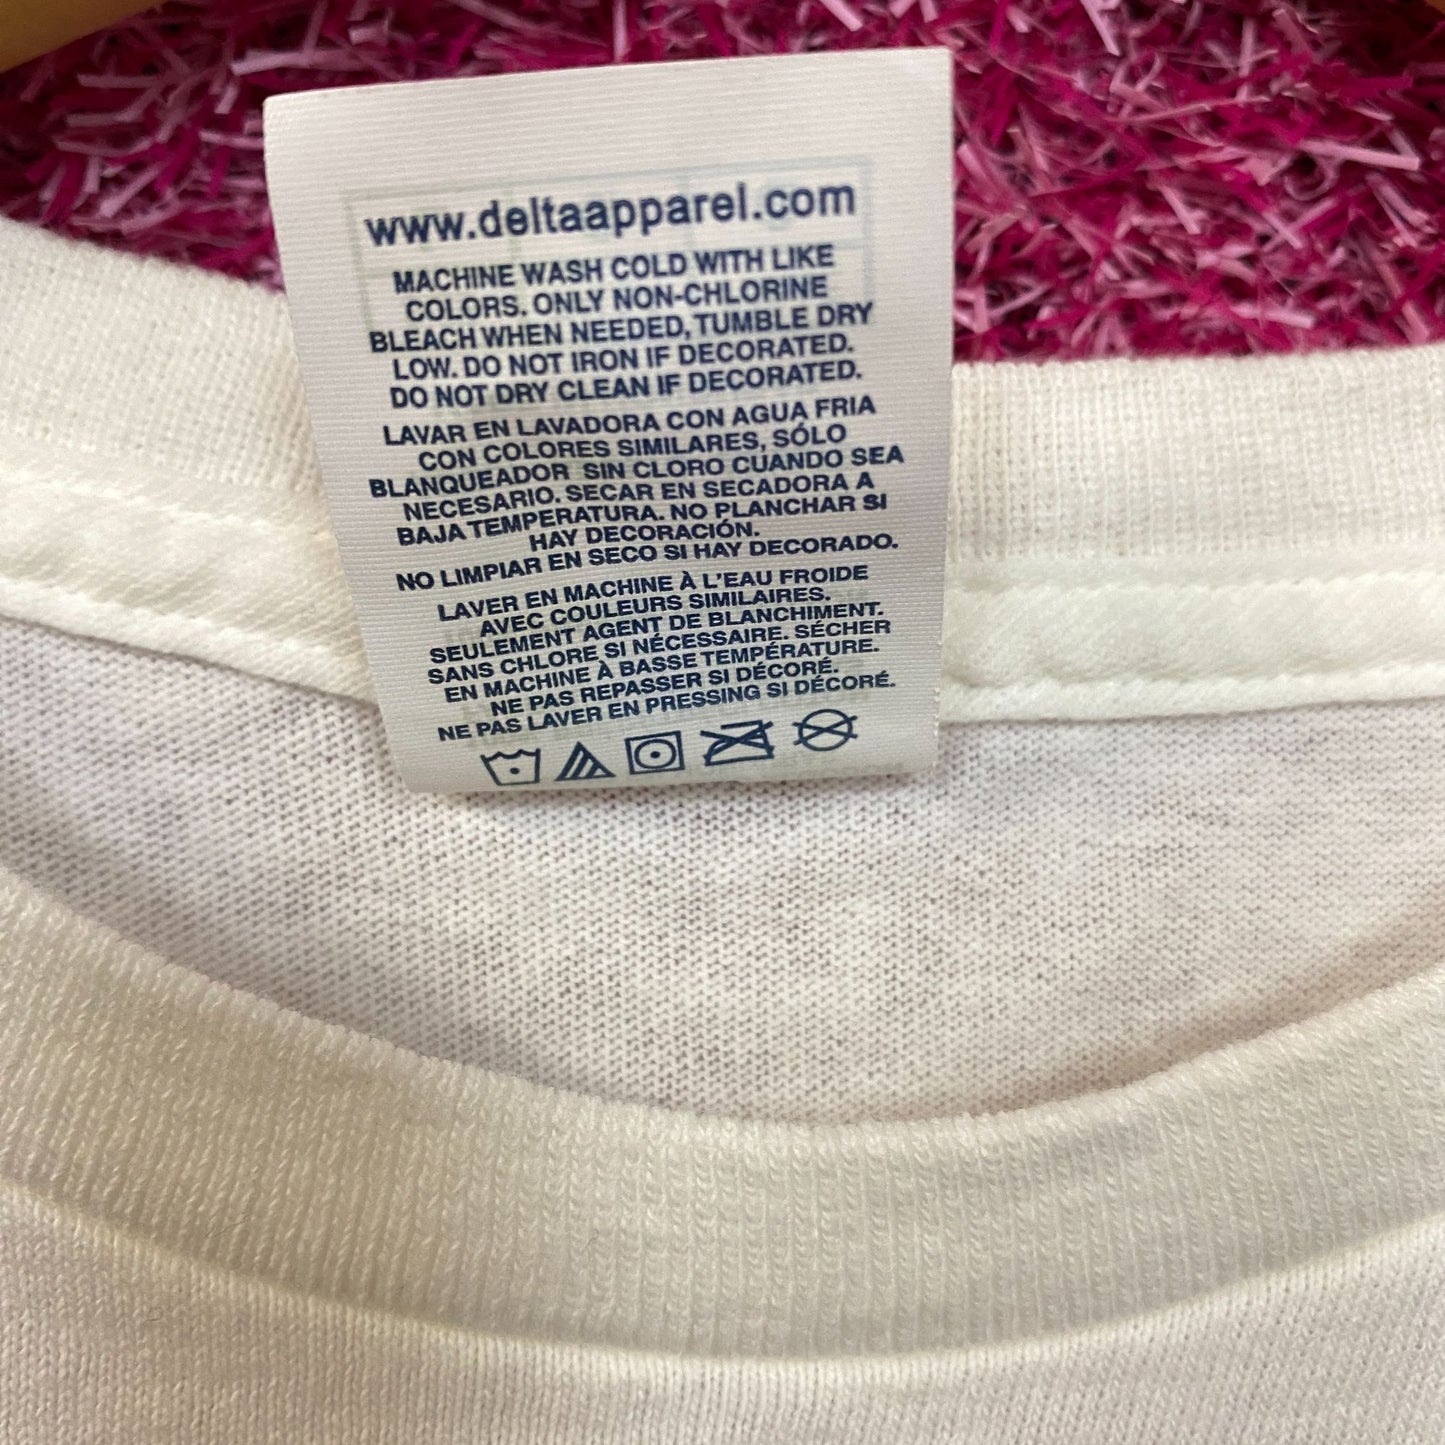 www.deltaapparel.com
MACHINE WASH COLD WITH LIKE
COLORS. ONLY NON-CHLORINE
BLEACH WHEN NEEDED, TUMBLE DRY
LOW. DO NOT IRON IF DECORATED.
DO NOT DRY CLEAN IF DECORATED.
LAVAR EN LAVADORA CON AGUA FRIA
CON COLORES SIMILARES, SÓLO
BLANQUEADOR SIN CLORO CUANDO SEA
NECESARIO. SECAR EN SECADORA A
BAJA TEMPERATURA. NO PLANCHAR SI
HAY DECORACIÓN.
NO LIMPIAR EN SECO SI HAY DECORADO.
LAVER EN MACHINE À L'EAU FROIDE
AVEC COULEURS SIMILAIRES.
SEULEMENT AGENT DE BLANCHIMENT.
SANS CHLORE SI NÉCESSAIRE. SÉCHER
EN MACHINE À BASSE TEMPÉRATURE.
NE PAS REPASSER SI DÉCORÉ.
NE PAS LAVER EN PRESSING SI DÉCORÉ.